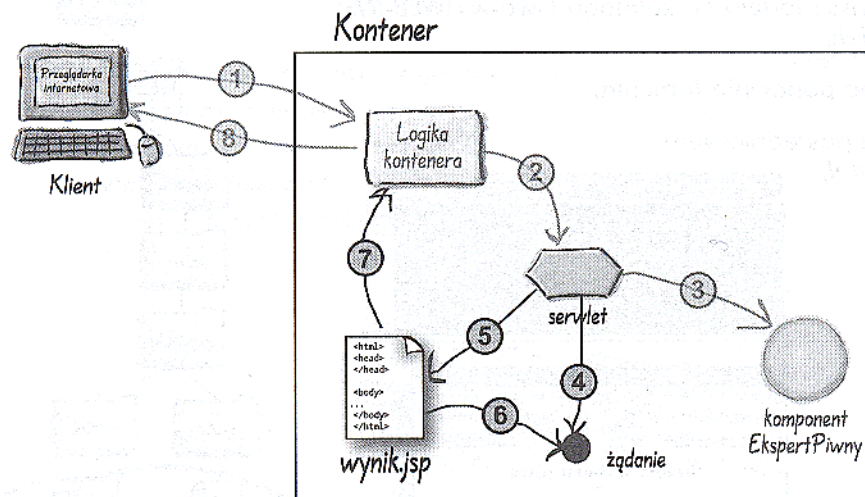 Kontener
Przeglądarka
internetowa
1
8
Klient
Logika
kontenera
2
7
3
serwlet
5
4
<html>
<head>
</head>
<body>
...
</body>
</html>
6
wynik.jsp
żądanie
komponent
EkspertPiwny